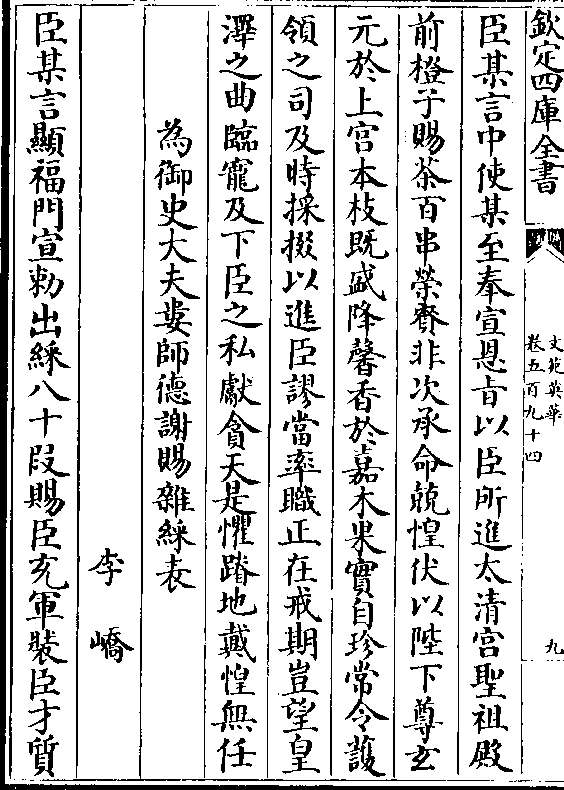 欽定四庫全書
文苑英華
卷五百九十四
九
臣某言中使某至奉宣恩旨以臣所進太清宫聖祖殿
前橙子賜茶百串榮賚非次承命兢惶伏以陛下尊玄
元於上宫本枝既盛降馨香於嘉木果實自珍常令䕶
領之司及時採掇以進臣謬當率職正在戒期豈望皇
澤之曲臨寵及下臣之私獻貪天是懼蹐地戴惶無任
為御史大夫婁師德謝賜雜綵表
李嶠
臣某言顯福門宣勑出綵八十段賜臣充軍裝臣才質